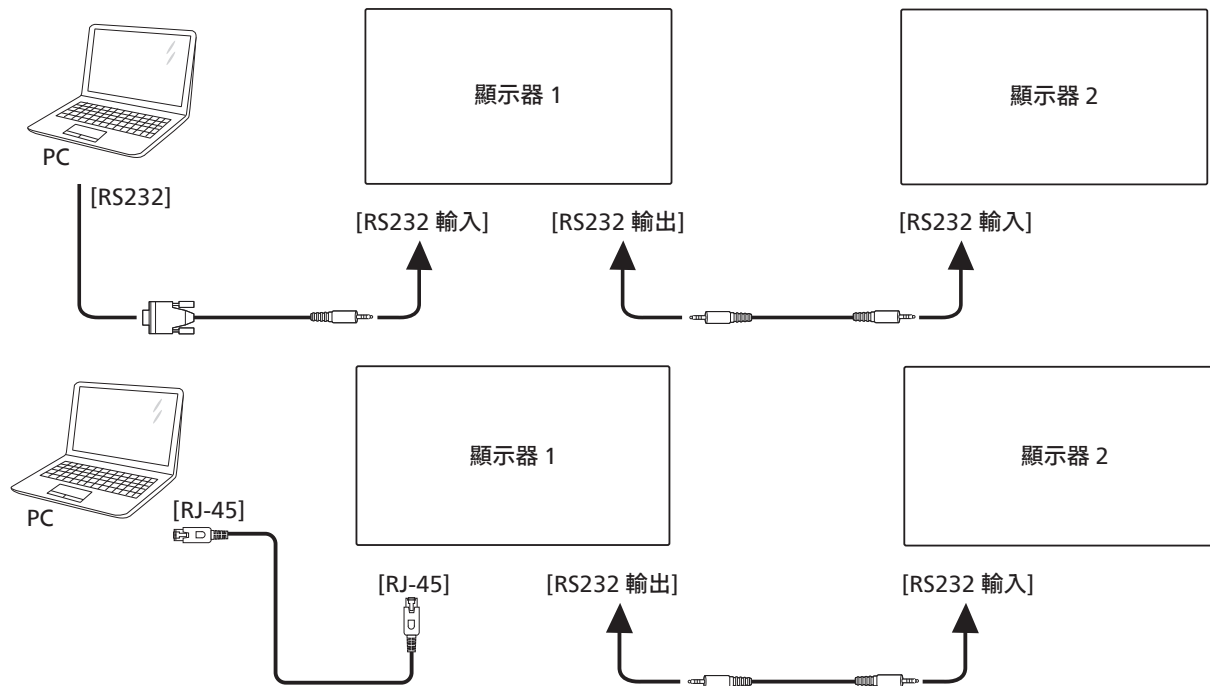 顯示器 1
顯示器 2
PC
[RS232]
[RS232 輸入]
[RS232 輸出]
[RS232 輸入]
顯示器 1
顯示器 2
PC
[RJ-45]
[RJ-45]
[RS232 輸出]
[RS232 輸入]